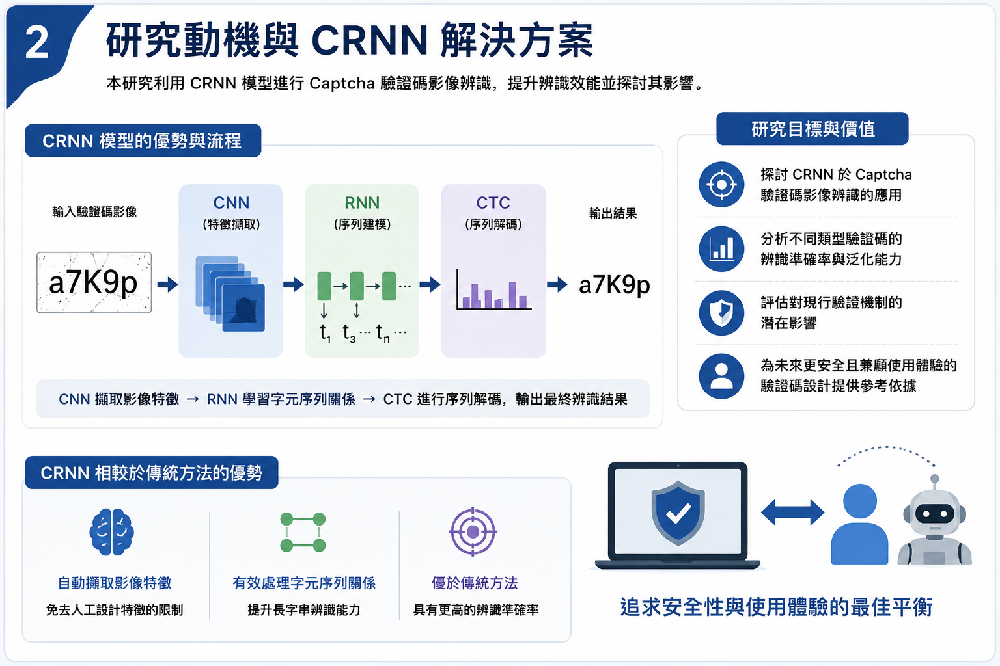 2
研究動機與 CRNN 解決方案
本研究利用 CRNN 模型進行 Captcha 驗證碼影像辨識，提升辨識效能並探討其影響。
CRNN 模型的優勢與流程
輸入驗證碼影像
a7K9p
CNN
(特徵擷取)
RNN
(序列建模)
...
t1 t3 ... tn ...
CTC
(序列解碼)
輸出結果
a7K9p
CNN 擷取影像特徵 → RNN 學習字元序列關係 → CTC 進行序列解碼，輸出最終辨識結果
研究目標與價值
探討 CRNN 於 Captcha
驗證碼影像辨識的應用
分析不同類型驗證碼的
辨識準確率與泛化能力
評估對現行驗證機制的
潛在影響
為未來更安全且兼顧使用體驗的
驗證碼設計提供參考依據
CRNN 相較於傳統方法的優勢
自動擷取影像特徵
免去人工設計特徵的限制
有效處理字元序列關係
提升長字串辨識能力
優於傳統方法
具有更高的辨識準確率
追求安全性與使用體驗的最佳平衡